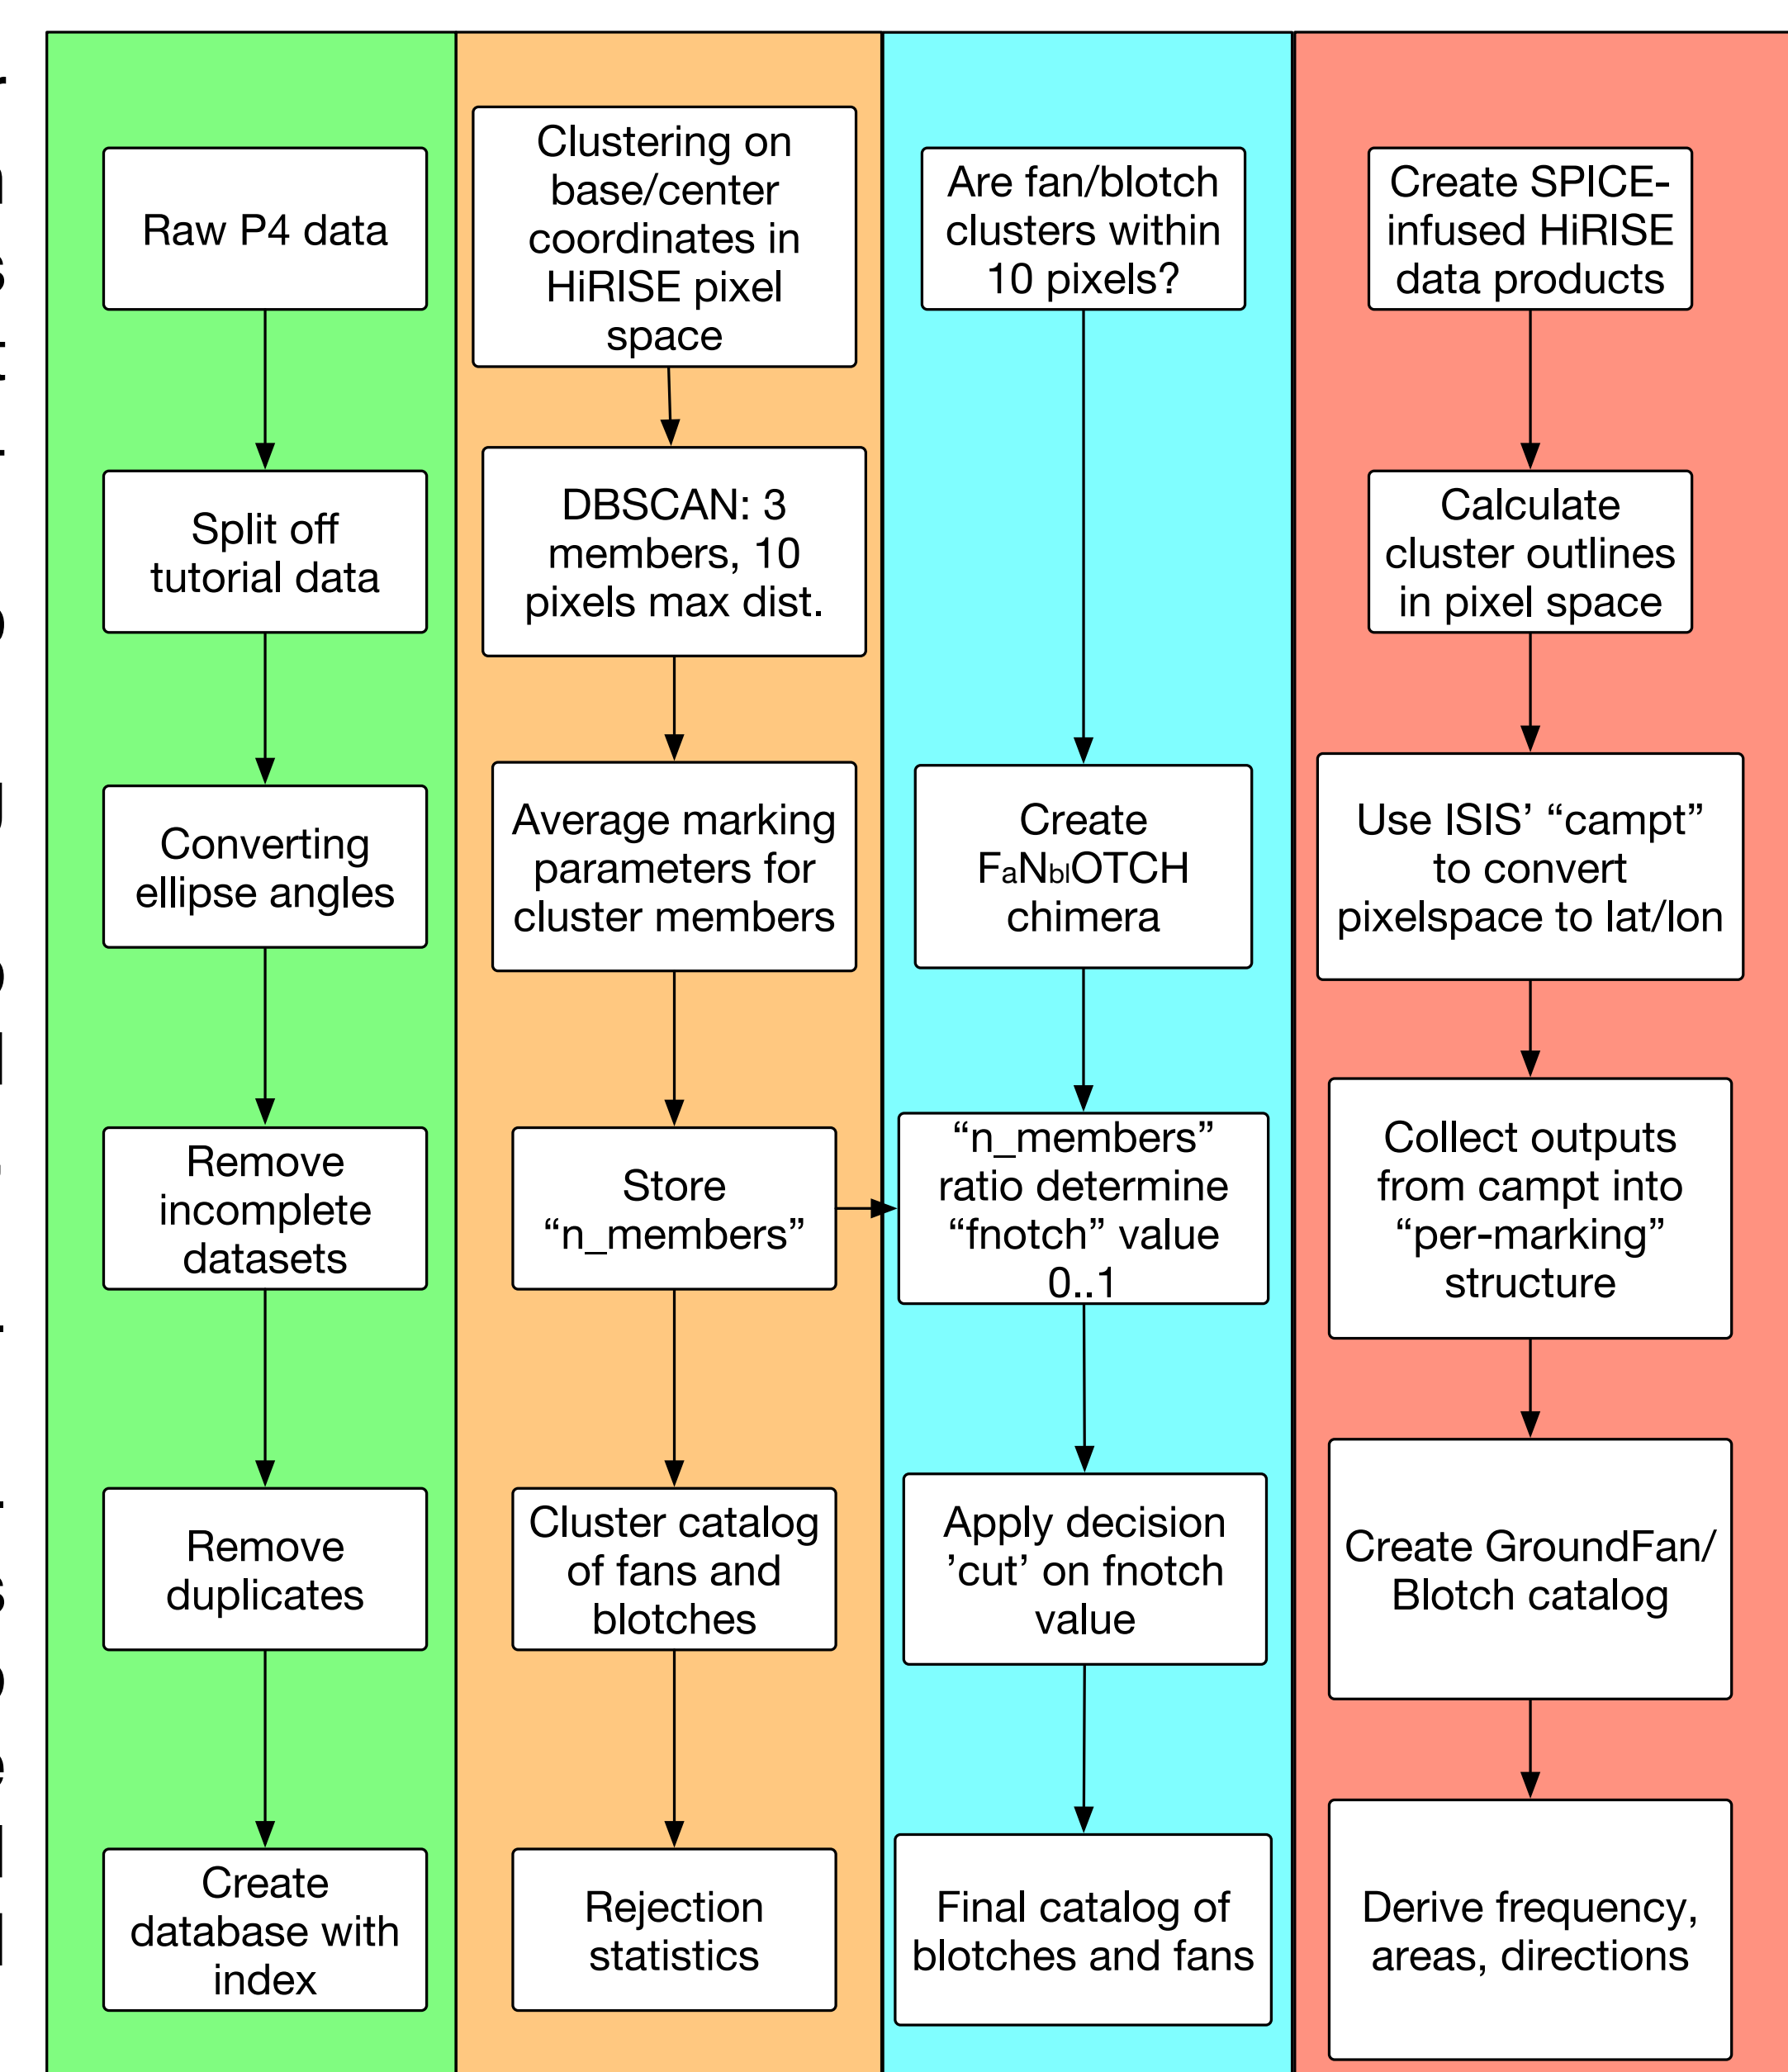 Raw P4 data
Split off
tutorial data
Converting
ellipse angles
Remove
incomplete
datasets
Remove
duplicates
Create
database with
index
Clustering on
base/center
coordinates in
HiRISE pixel
space
DBSCAN: 3
members, 10
pixels max dist.
Average marking
parameters for
cluster members
Store
“n_members”
Cluster catalog
of fans and
blotches
Rejection
statistics
Are fan/blotch
clusters within
10 pixels?
Create
FaNblOTCH
chimera
“n_members”
ratio determine
“fnotch” value
0..1
Apply decision
’cut’ on fnotch
value
Final catalog of
blotches and fans
Create SPICE-
infused HiRISE
data products
Calculate
cluster outlines
in pixel space
Use ISIS’ “campt”
to convert
pixelspace to lat/lon
Collect outputs
from campt into
“per-marking”
structure
Create GroundFan/
Blotch catalog
Derive frequency,
areas, directions